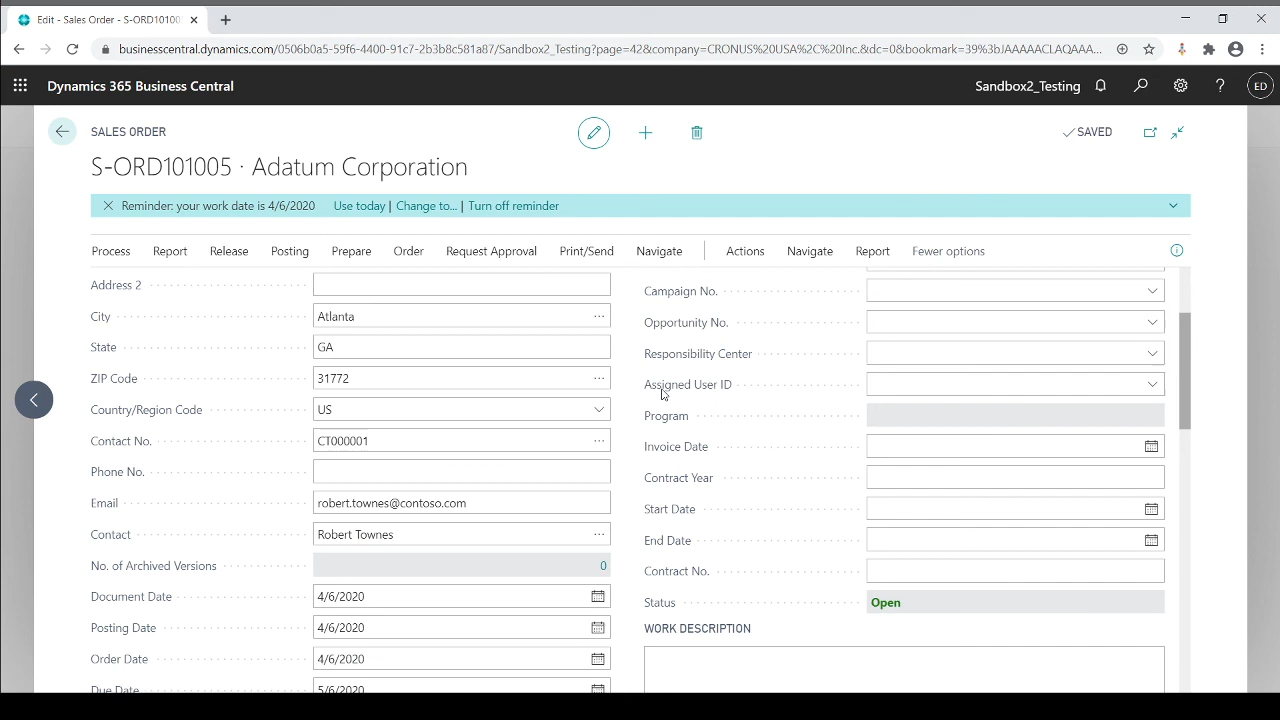 Edit - Sales Order - S-ORD10100
businesscentral.dynamics.com/0506b0a5-59f6-4400-91c7-2b3b8c581a87/Sandbox2_Testing?page=42&company=CRONUS%20USA%2C%20Inc.&dc=0&bookmark=39%3bJAAAAACLAQAAA...
Dynamics 365 Business Central
Sandbox2_Testing
ED
SALES ORDER
SAVED
S-ORD101005 · Adatum Corporation
Reminder: your work date is 4/6/2020 Use today | Change to... | Turn off reminder
Process Report Release Posting Prepare Order Request Approval Print/Send Navigate Actions Navigate Report Fewer options
Address 2
City Atlanta
State GA
ZIP Code 31772
Country/Region Code US
Contact No. CT000001
Phone No.
Email robert.townes@contoso.com
Contact Robert Townes
No. of Archived Versions 0
Document Date 4/6/2020
Posting Date 4/6/2020
Order Date 4/6/2020
Due Date 5/6/2020
Campaign No.
Opportunity No.
Responsibility Center
Assigned User ID
Program
Invoice Date
Contract Year
Start Date
End Date
Contract No.
Status Open
WORK DESCRIPTION